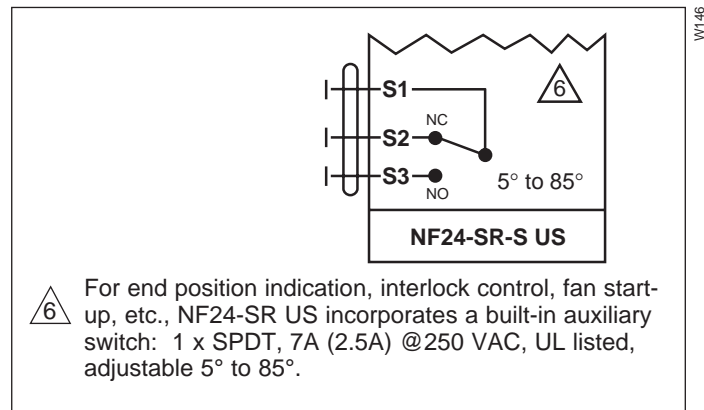 W146
S1
6
NC
S2
S3
5° to 85°
NO
NF24-SR-S US
6
For end position indication, interlock control, fan start-
up, etc., NF24-SR US incorporates a built-in auxiliary
switch: 1 x SPDT, 7A (2.5A) @250 VAC, UL listed,
adjustable 5° to 85°.